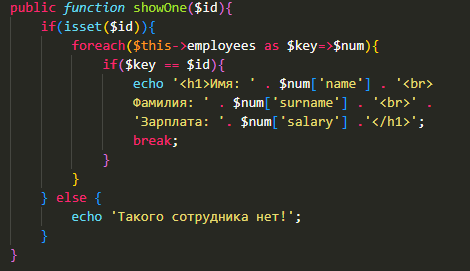 public function showOne($id){
if(isset($id)){
foreach($this->employees as $key=>$num){
if($key == $id){
echo '<h1>Имя: ' . $num['name'] . '<br>
Фамилия: ' . $num['surname'] . '<br>' .
'Зарплата: '. $num['salary'] .'</h1>';
break;
}
}
} else {
echo 'Такого сотрудника нет!';
}
}